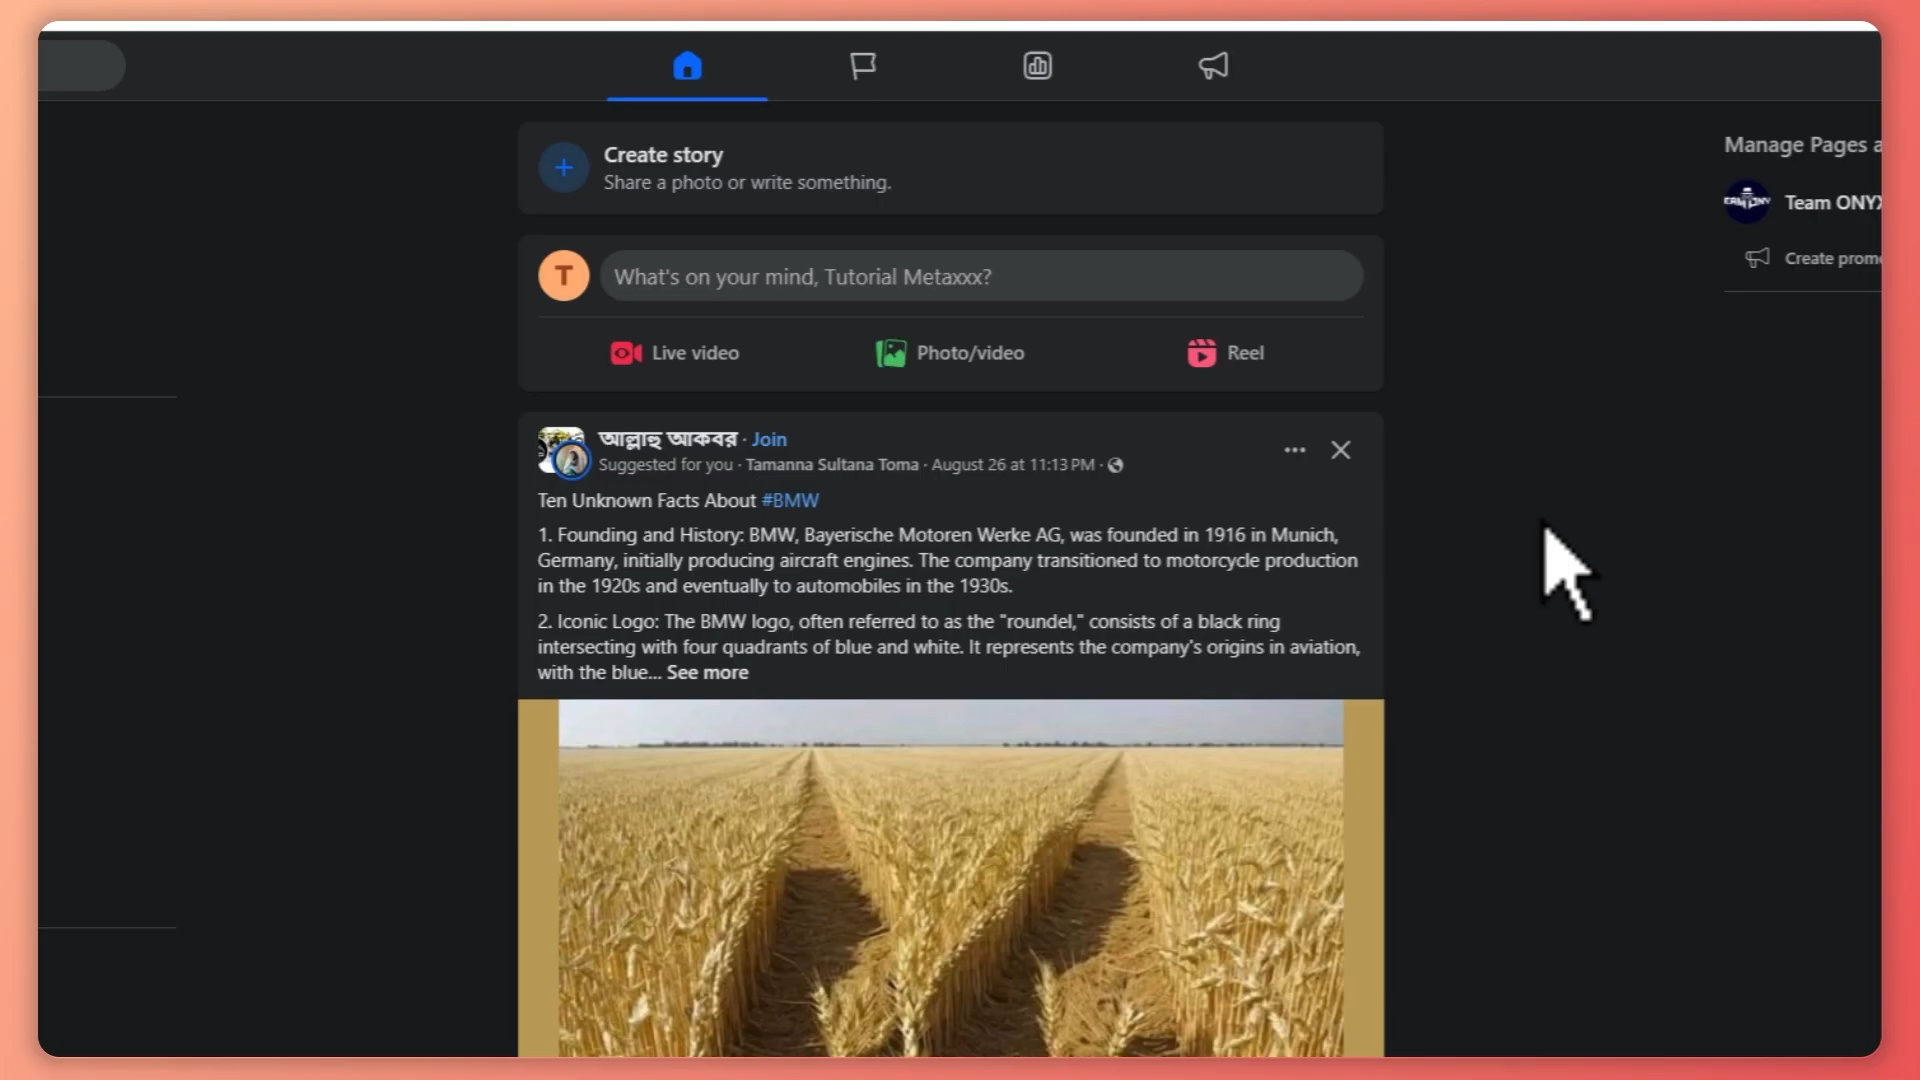 Create story
Share a photo or write something.
What's on your mind, Tutorial Metaxxx?
Live video
Photo/video
Reel
আল্লাহু আকবর · Join
Suggested for you · Tamanna Sultana Toma · August 26 at 11:13 PM ·
Ten Unknown Facts About #BMW
1. Founding and History: BMW, Bayerische Motoren Werke AG, was founded in 1916 in Munich,
Germany, initially producing aircraft engines. The company transitioned to motorcycle production
in the 1920s and eventually to automobiles in the 1930s.
2. Iconic Logo: The BMW logo, often referred to as the "roundel," consists of a black ring
intersecting with four quadrants of blue and white. It represents the company's origins in aviation,
with the blue... See more
Manage Pages a
Team ONYX
Create prom
T